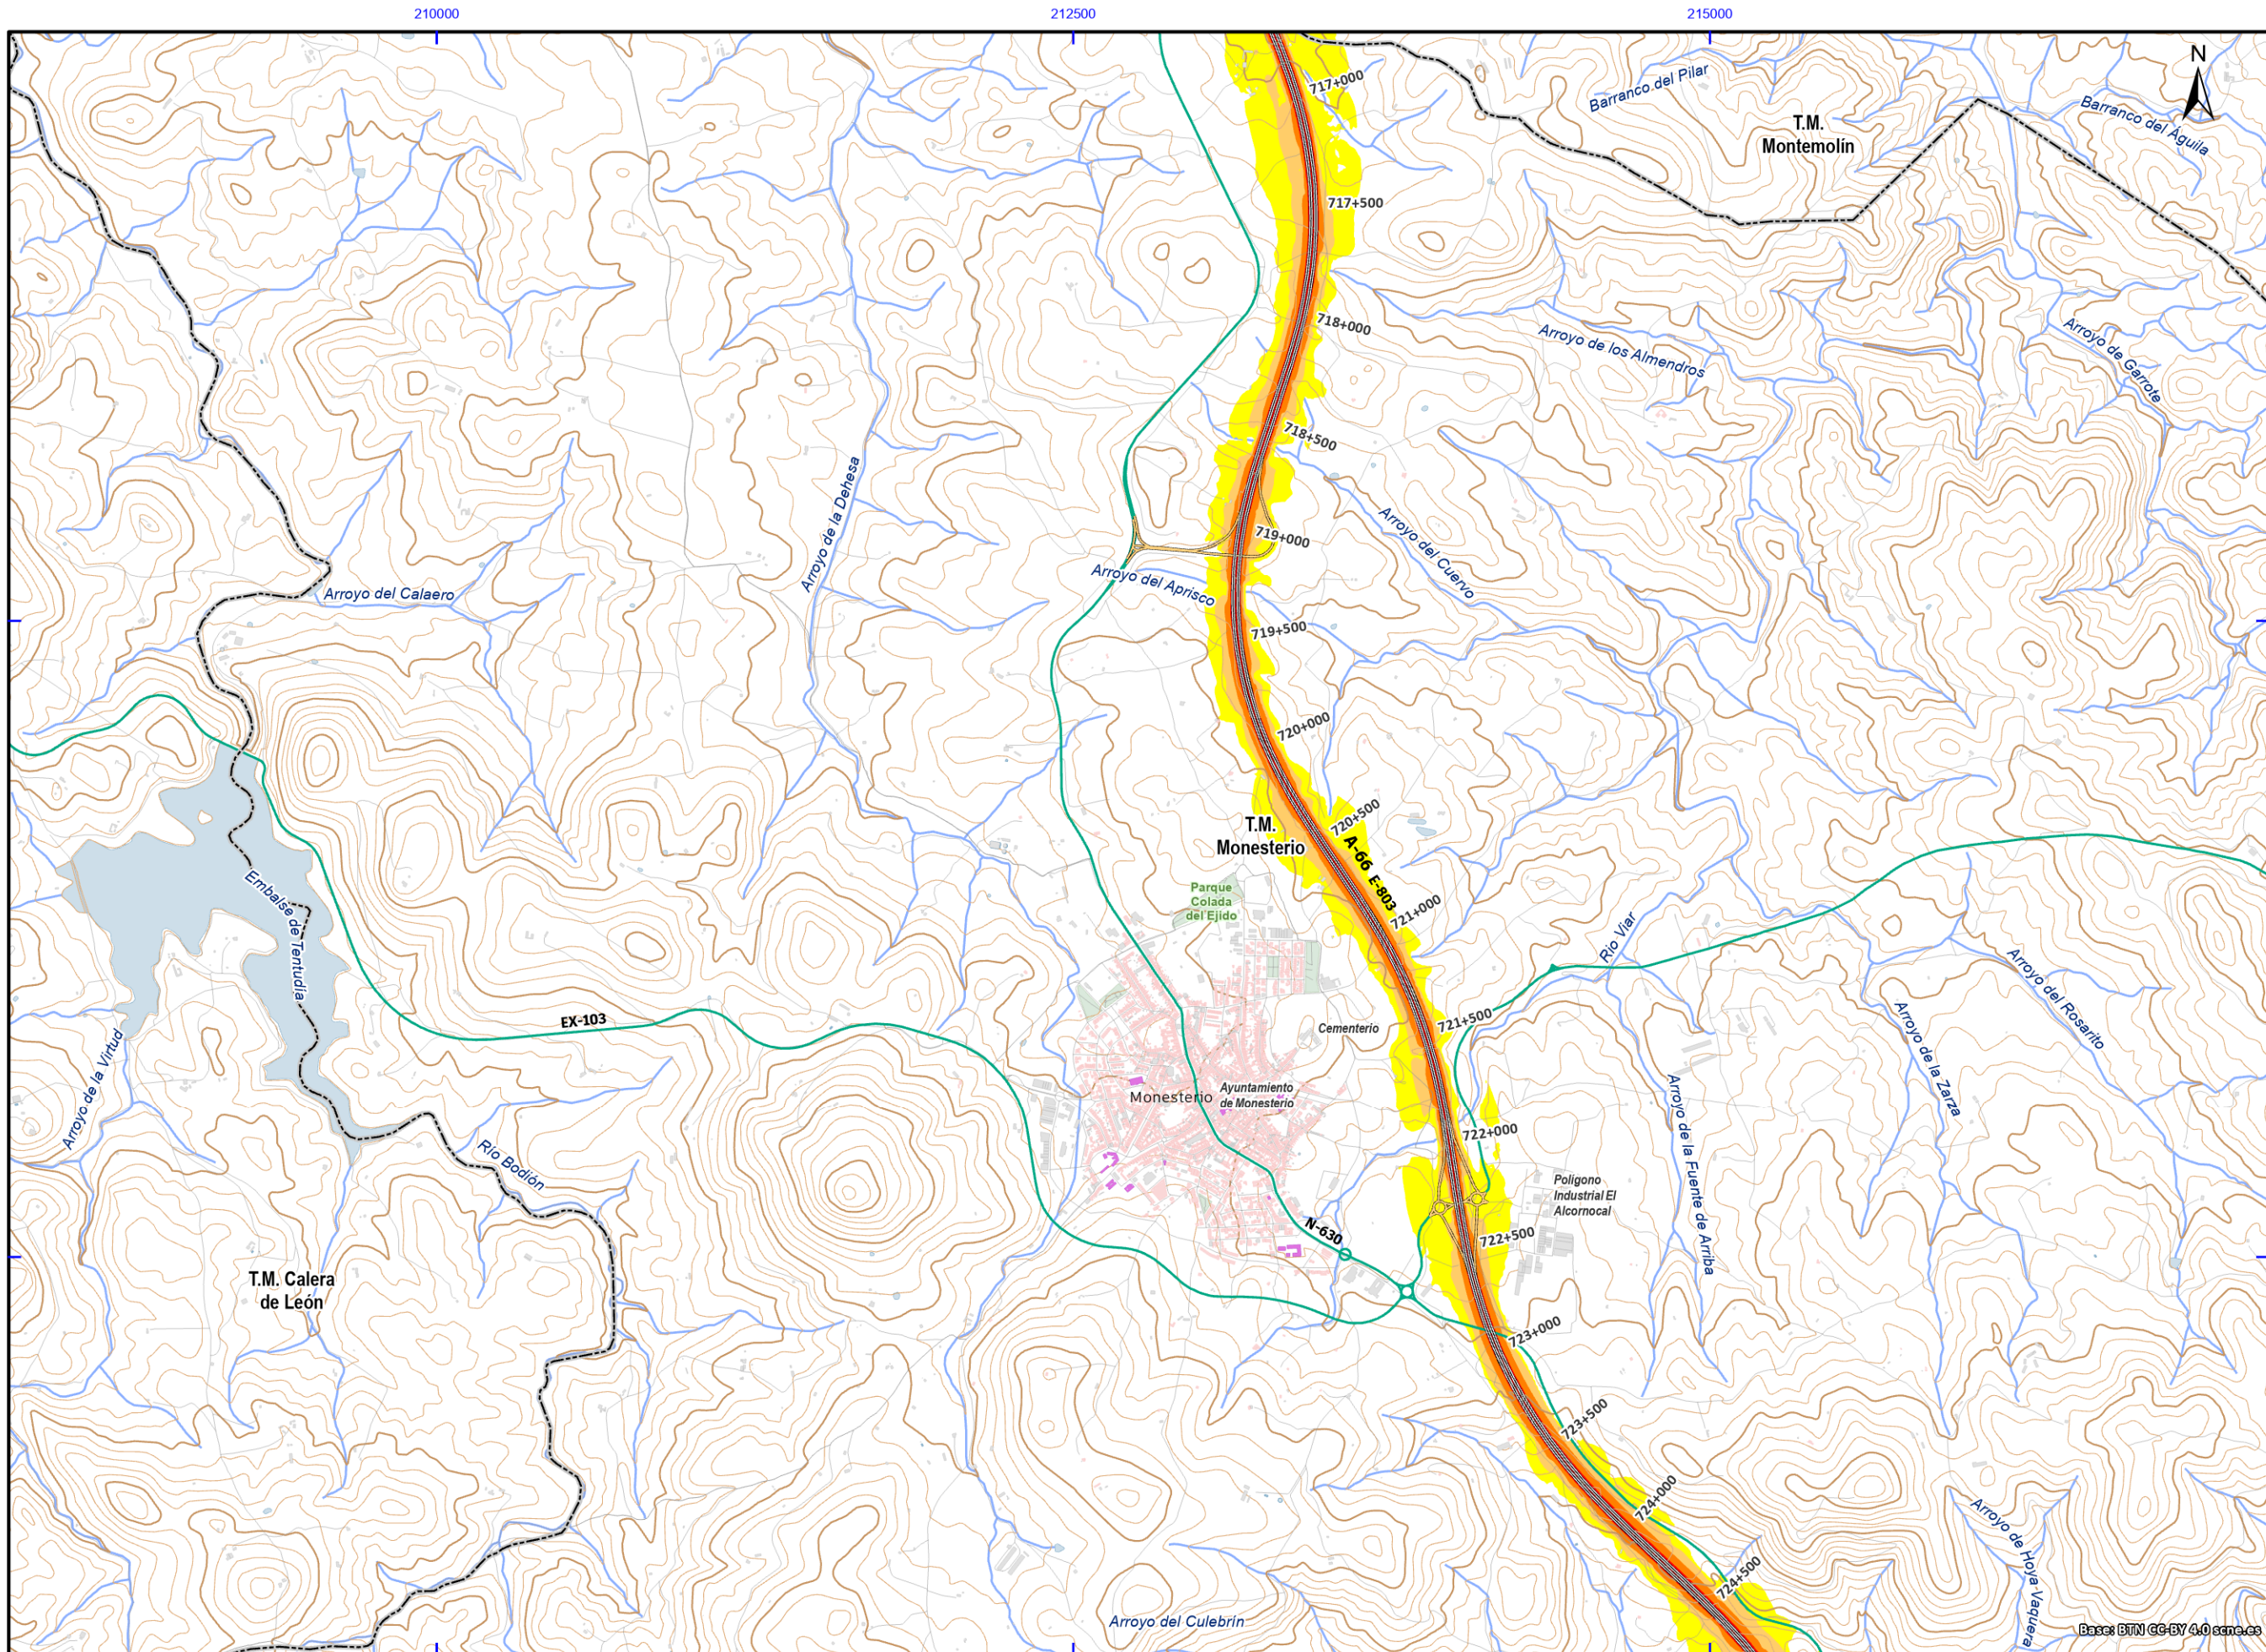 210000
212500
215000
N
717+000
Barranco del Pilar
T.M.
Montemolín
Barranco del Águila
717+500
718+000
Arroyo de los Almendros
Arroyo de Garrote
718+500
Arroyo de la Dehesa
719+000
Arroyo del Cuervo
Arroyo del Aprisco
Arroyo del Calaero
719+500
720+000
720+500
T.M.
Monesterio
A-66 E-803
Parque
Colada
del Ejido
721+000
Embalse de Tentudía
Rio Viar
Arroyo del Rosarito
EX-103
721+500
Cementerio
Arroyo de la Zarza
Arroyo de la Virtud
Ayuntamiento
de Monesterio
Monesterio
722+000
Arroyo de la Fuente de Arriba
Río Bodión
Poligono
Industrial El
Alcornocal
N-630
722+500
T.M. Calera
de León
723+000
723+500
724+000
Arroyo de Hoya Vaquera
724+500
Arroyo del Culebrín
Base: BTN CC-BY 4.0 scne.es